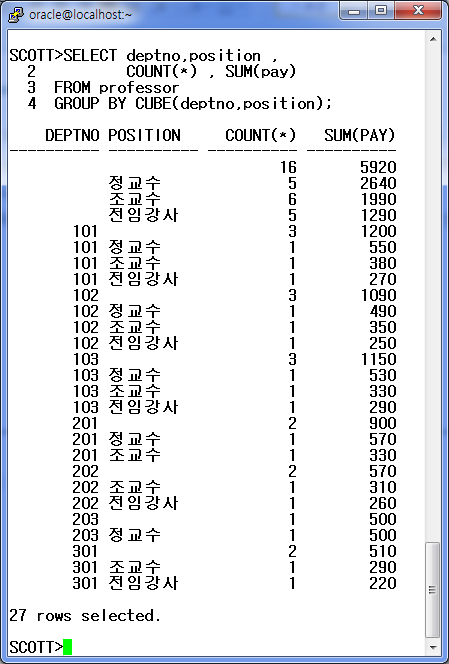 oracle@localhost:~
SCOTT>SELECT deptno,position ,
2 COUNT(*) , SUM(pay)
3 FROM professor
4 GROUP BY CUBE(deptno,position);
DEPTNO POSITION COUNT(*) SUM(PAY)
---------- ---------- ---------- ----------
16 5920
정교수 5 2640
조교수 6 1990
전임강사 5 1290
101 3 1200
101 정교수 1 550
101 조교수 1 380
101 전임강사 1 270
102 3 1090
102 정교수 1 490
102 조교수 1 350
102 전임강사 1 250
103 3 1150
103 정교수 1 530
103 조교수 1 330
103 전임강사 1 290
201 2 900
201 정교수 1 570
201 조교수 1 330
202 2 570
202 조교수 1 310
202 전임강사 1 260
203 1 500
203 정교수 1 500
301 2 510
301 조교수 1 290
301 전임강사 1 220
27 rows selected.
SCOTT>